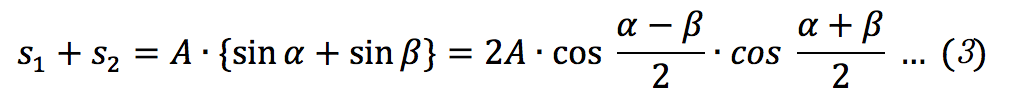 s₁ + s₂ = A · {sin α + sin β} = 2A · cos (α − β)/2 · cos (α + β)/2 ... (3)